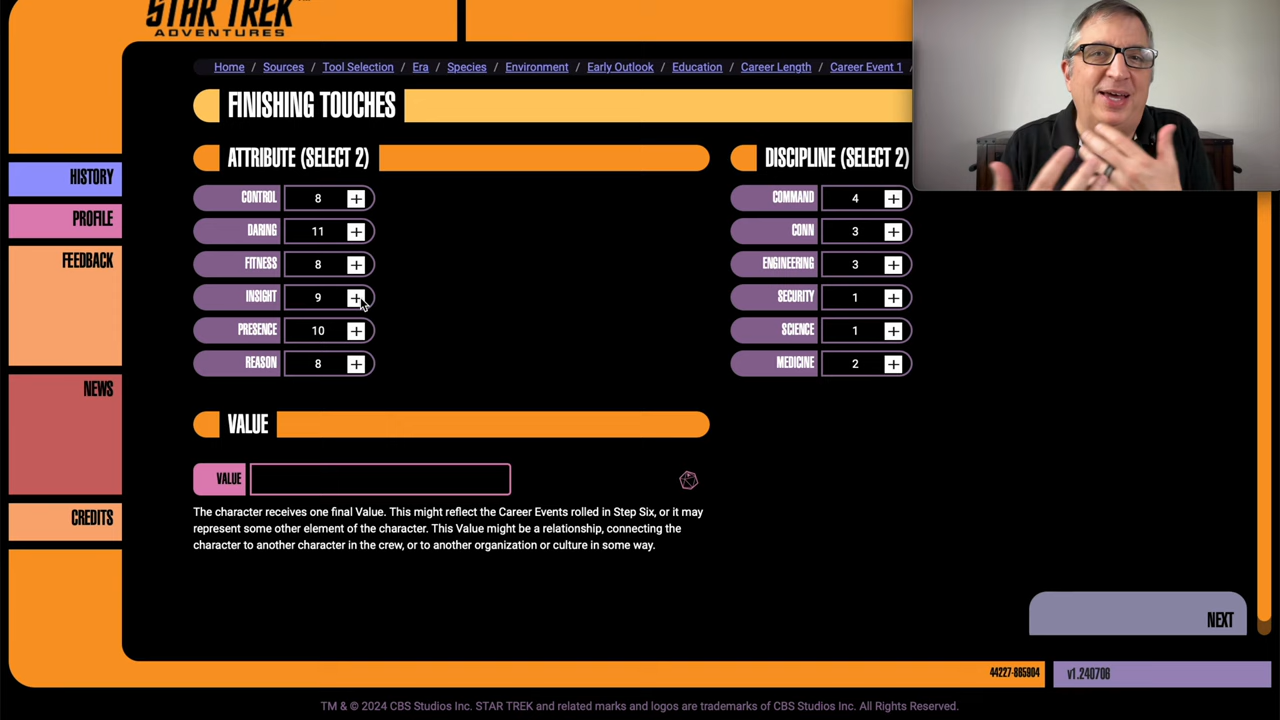 STAR TREK
ADVENTURES
Home / Sources / Tool Selection / Era / Species / Environment / Early Outlook / Education / Career Length / Career Event 1 /
FINISHING TOUCHES
ATTRIBUTE (SELECT 2)
DISCIPLINE (SELECT 2)
HISTORY
PROFILE
FEEDBACK
NEWS
CREDITS
CONTROL 8 +
DARING 11 +
FITNESS 8 +
INSIGHT 9 +
PRESENCE 10 +
REASON 8 +
COMMAND 4 +
CONN 3 +
ENGINEERING 3 +
SECURITY 1 +
SCIENCE 1 +
MEDICINE 2 +
VALUE
VALUE
The character receives one final Value. This might reflect the Career Events rolled in Step Six, or it may
represent some other element of the character. This Value might be a relationship, connecting the
character to another character in the crew, or to another organization or culture in some way.
NEXT
44227-865904
v1.240706
TM & © 2024 CBS Studios Inc. STAR TREK and related marks and logos are trademarks of CBS Studios Inc. All Rights Reserved.